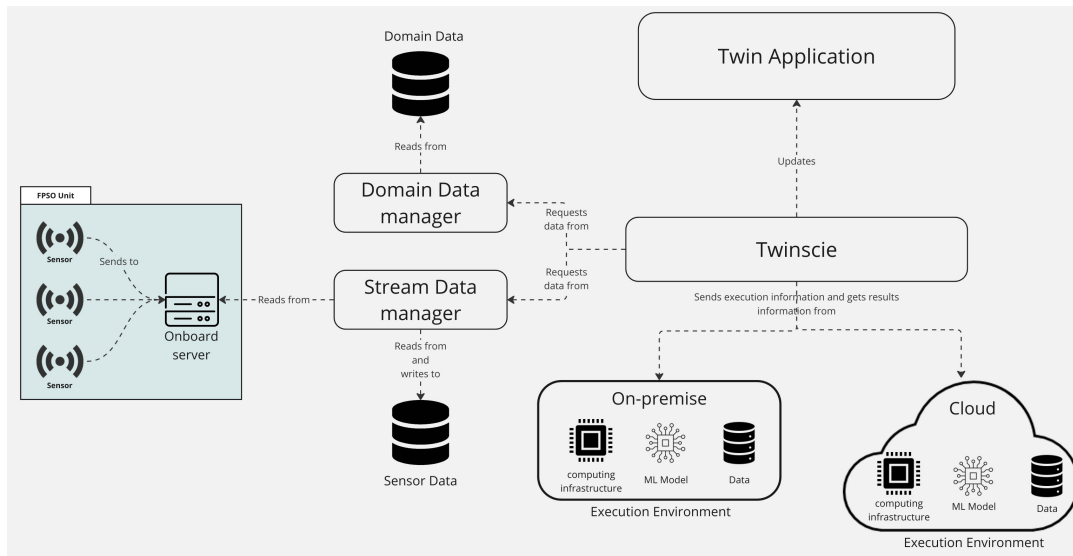 Domain Data
Twin Application
Reads from
Updates
FPSO Unit
Domain Data
manager
Requests
data from
Twinscie
Sensor
Sends to
Sensor
Sensor
Onboard
server
Reads from
Stream Data
manager
Requests
data from
Sends execution information and gets results
information from
Reads from
and
writes to
Sensor Data
On-premise
computing
infrastructure
ML Model
Data
Execution Environment
Cloud
computing
infrastructure
ML Model
Data
Execution Environment